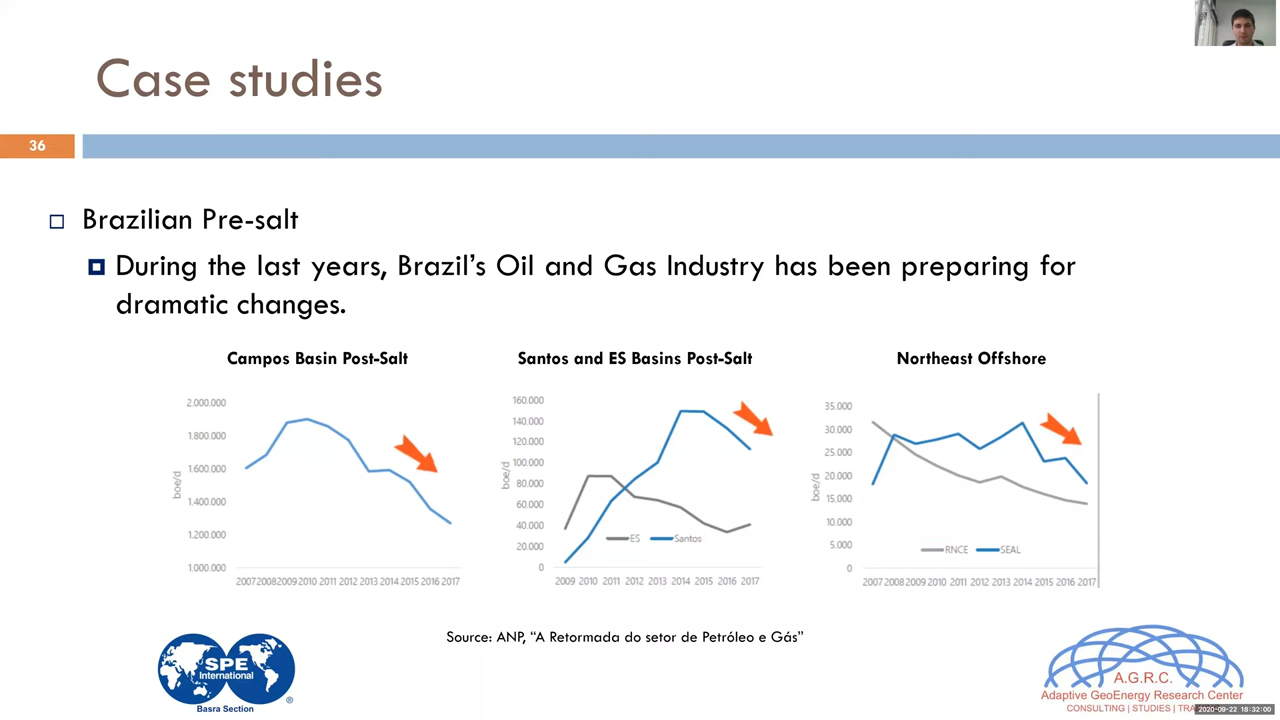 Case studies
36
Brazilian Pre-salt
During the last years, Brazil's Oil and Gas Industry has been preparing for
dramatic changes.
Campos Basin Post-Salt
2.000.000
1.800.000
1.600.000
1.400.000
1.200.000
1.000.000
boe/d
2007 2008 2009 2010 2011 2012 2013 2014 2015 2016 2017
Santos and ES Basins Post-Salt
160.000
140.000
120.000
100.000
80.000
60.000
40.000
20.000
0
boe/d
ES Santos
2009 2010 2011 2012 2013 2014 2015 2016 2017
Northeast Offshore
35.000
30.000
25.000
20.000
15.000
10.000
5.000
0
boe/d
RNCE SEAL
2007 2008 2009 2010 2011 2012 2013 2014 2015 2016 2017
Source: ANP, "A Retormada do setor de Petróleo e Gás"
SPE
International
®
Basra Section
A.G.R.C.
Adaptive GeoEnergy Research Center
CONSULTING | STUDIES |
2020-09-22 18:32:00